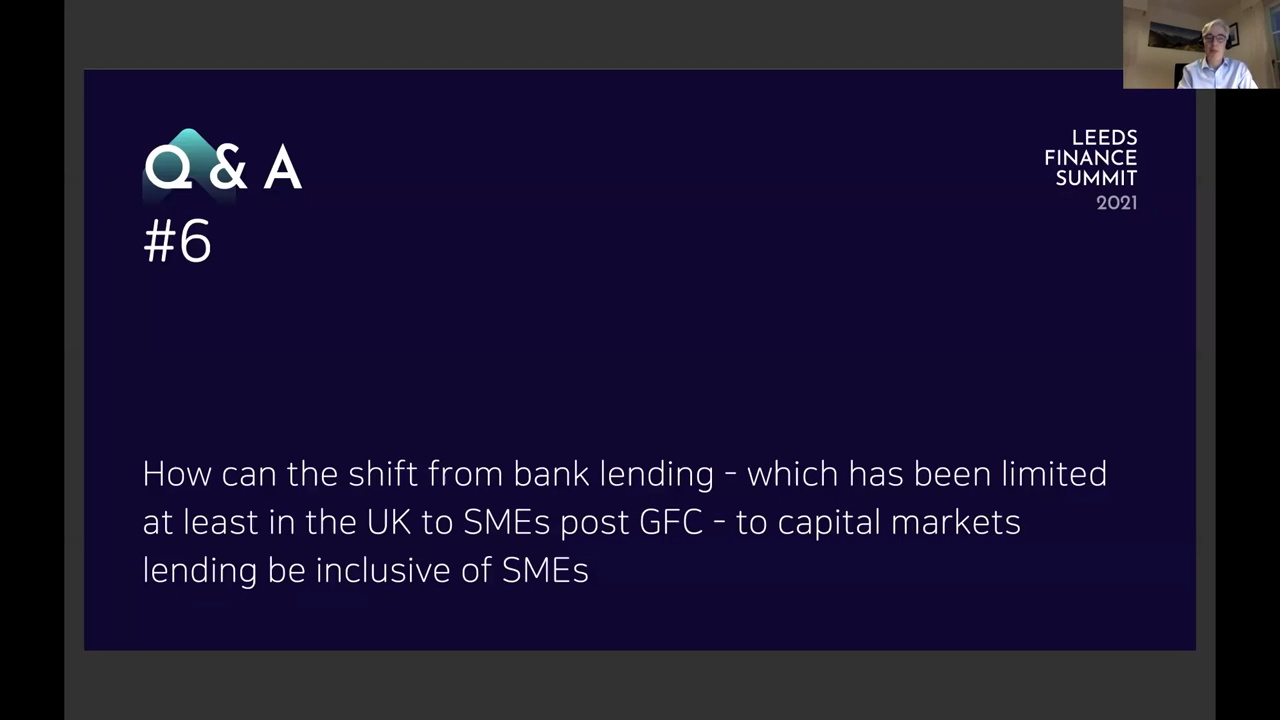 Q & A
#6
LEEDS
FINANCE
SUMMIT
2021
How can the shift from bank lending - which has been limited
at least in the UK to SMEs post GFC - to capital markets
lending be inclusive of SMEs